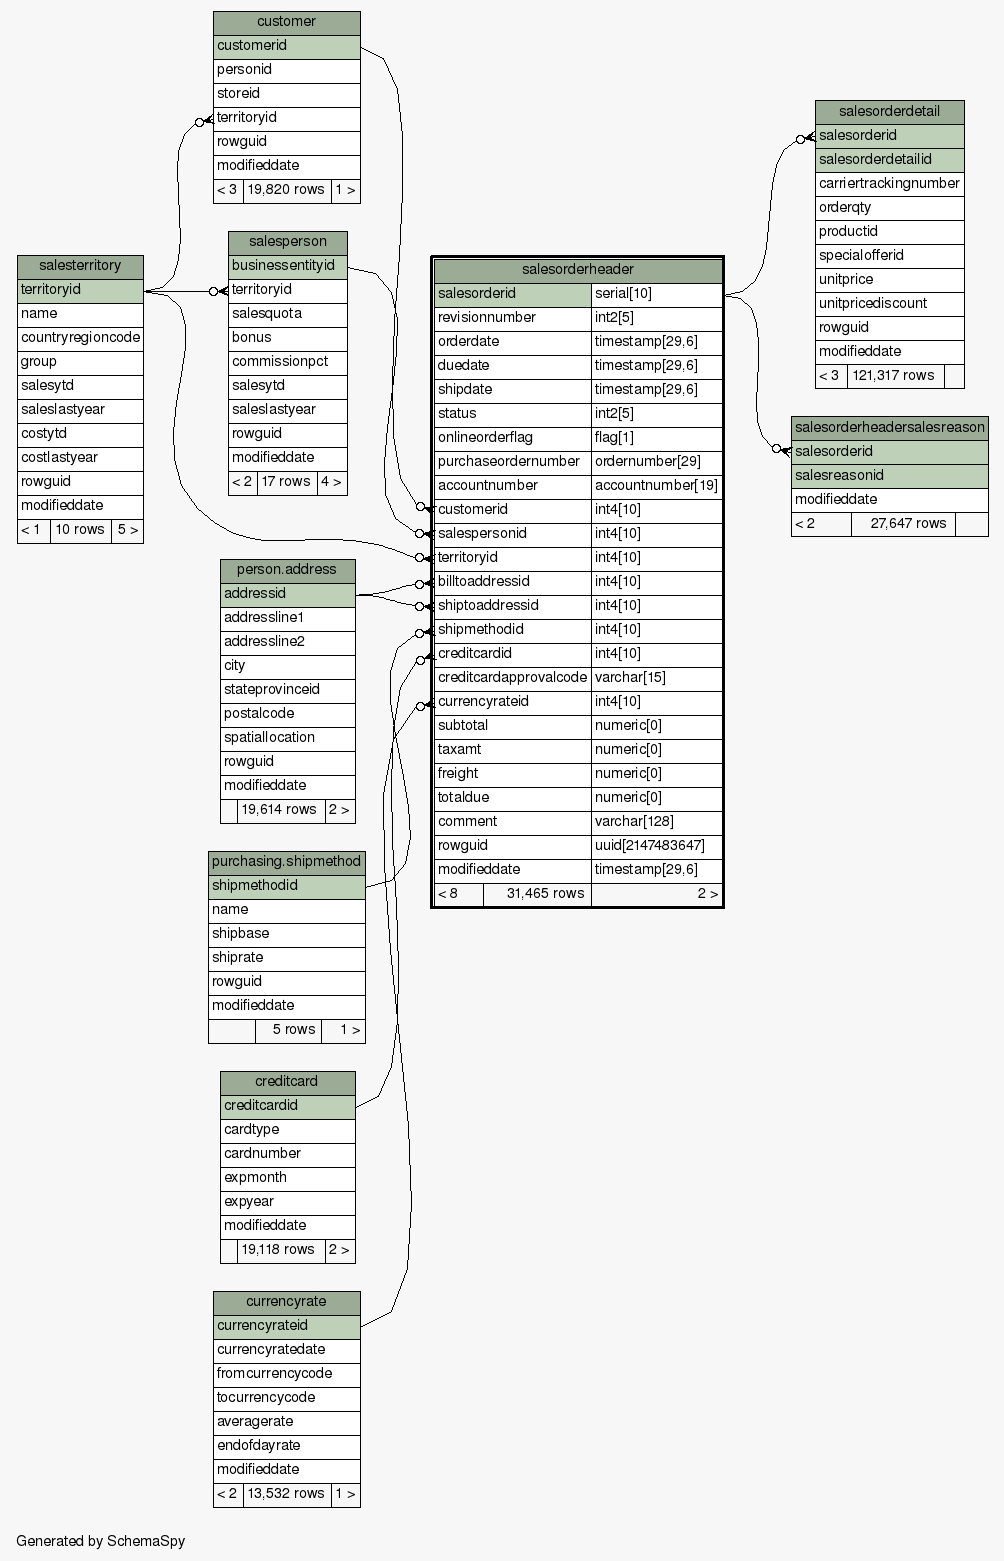 customer
customerid
personid
storeid
territoryid
rowguid
modifieddate
< 3 19,820 rows 1 >
salesperson
businessentityid
territoryid
salesquota
bonus
commissionpct
salesytd
saleslastyear
rowguid
modifieddate
< 2 17 rows 4 >
salesterritory
territoryid
name
countryregioncode
group
salesytd
saleslastyear
costytd
costlastyear
rowguid
modifieddate
< 1 10 rows 5 >
person.address
addressid
addressline1
addressline2
city
stateprovinceid
postalcode
spatiallocation
rowguid
modifieddate
19,614 rows 2 >
purchasing.shipmethod
shipmethodid
name
shipbase
shiprate
rowguid
modifieddate
5 rows 1 >
creditcard
creditcardid
cardtype
cardnumber
expmonth
expyear
modifieddate
19,118 rows 2 >
currencyrate
currencyrateid
currencyratedate
fromcurrencycode
tocurrencycode
averagerate
endofdayrate
modifieddate
< 2 13,532 rows 1 >
salesorderheader
salesorderid serial[10]
revisionnumber int2[5]
orderdate timestamp[29,6]
duedate timestamp[29,6]
shipdate timestamp[29,6]
status int2[5]
onlineorderflag flag[1]
purchaseordernumber ordernumber[29]
accountnumber accountnumber[19]
customerid int4[10]
salespersonid int4[10]
territoryid int4[10]
billtoaddressid int4[10]
shiptoaddressid int4[10]
shipmethodid int4[10]
creditcardid int4[10]
creditcardapprovalcode varchar[15]
currencyrateid int4[10]
subtotal numeric[0]
taxamt numeric[0]
freight numeric[0]
totaldue numeric[0]
comment varchar[128]
rowguid uuid[2147483647]
modifieddate timestamp[29,6]
< 8 31,465 rows 2 >
salesorderdetail
salesorderid
salesorderdetailid
carriertrackingnumber
orderqty
productid
specialofferid
unitprice
unitpricediscount
rowguid
modifieddate
< 3 121,317 rows
salesorderheadersalesreason
salesorderid
salesreasonid
modifieddate
< 2 27,647 rows
Generated by SchemaSpy